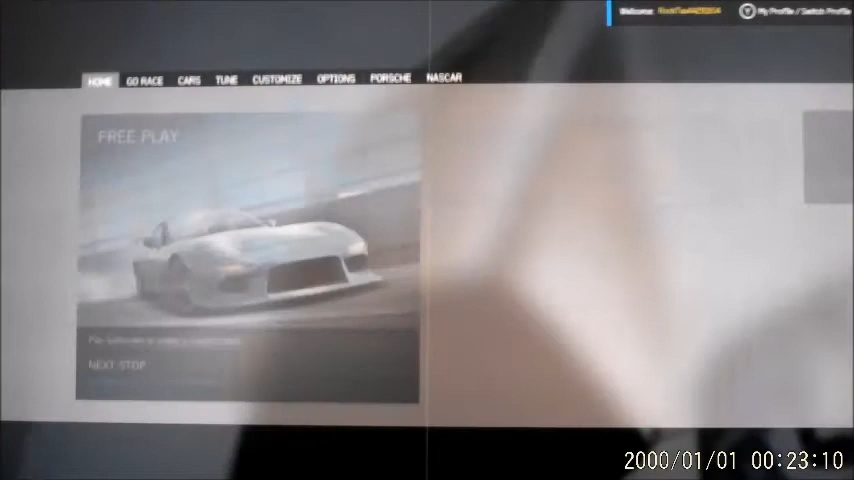 Welcome:
My Profile / Switch Profile
HOME GO RACE CARS TUNE CUSTOMIZE OPTIONS PORSCHE NASCAR
FREE PLAY
NEXT STOP
2000/01/01 00:23:10